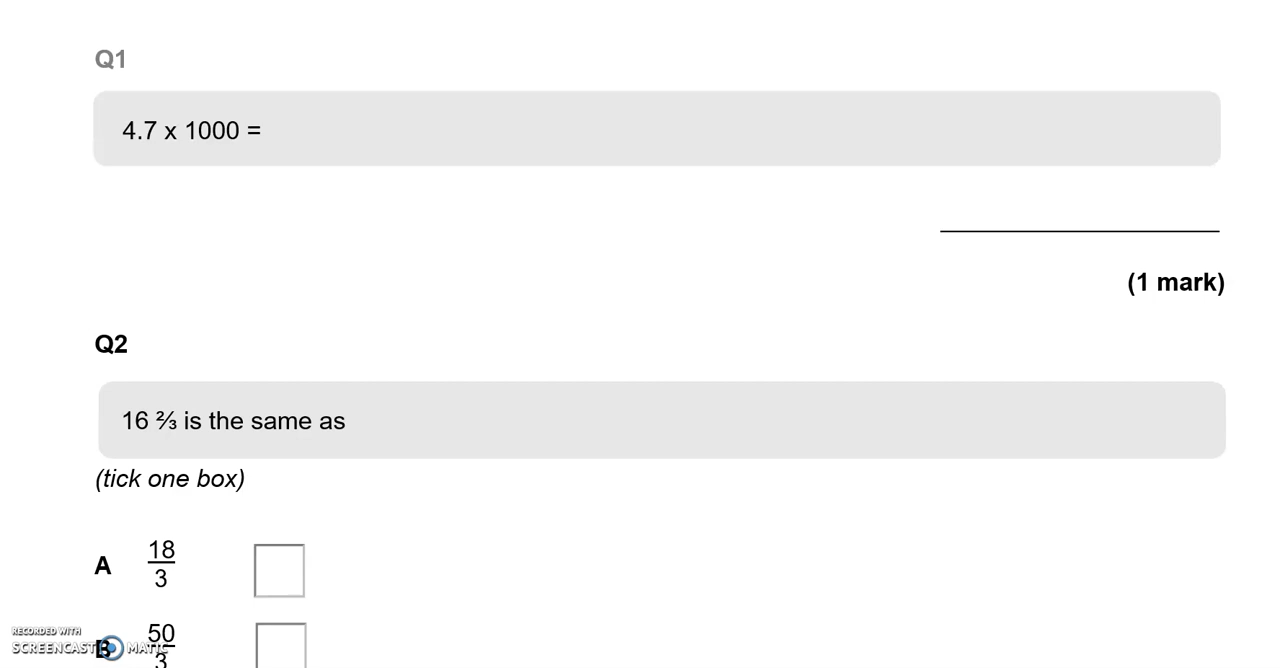 Q1
4.7 x 1000 =
(1 mark)
Q2
16 ⅔ is the same as
(tick one box)
A 18/3
B 50/3
RECORDED WITH
SCREENCAST MATIC